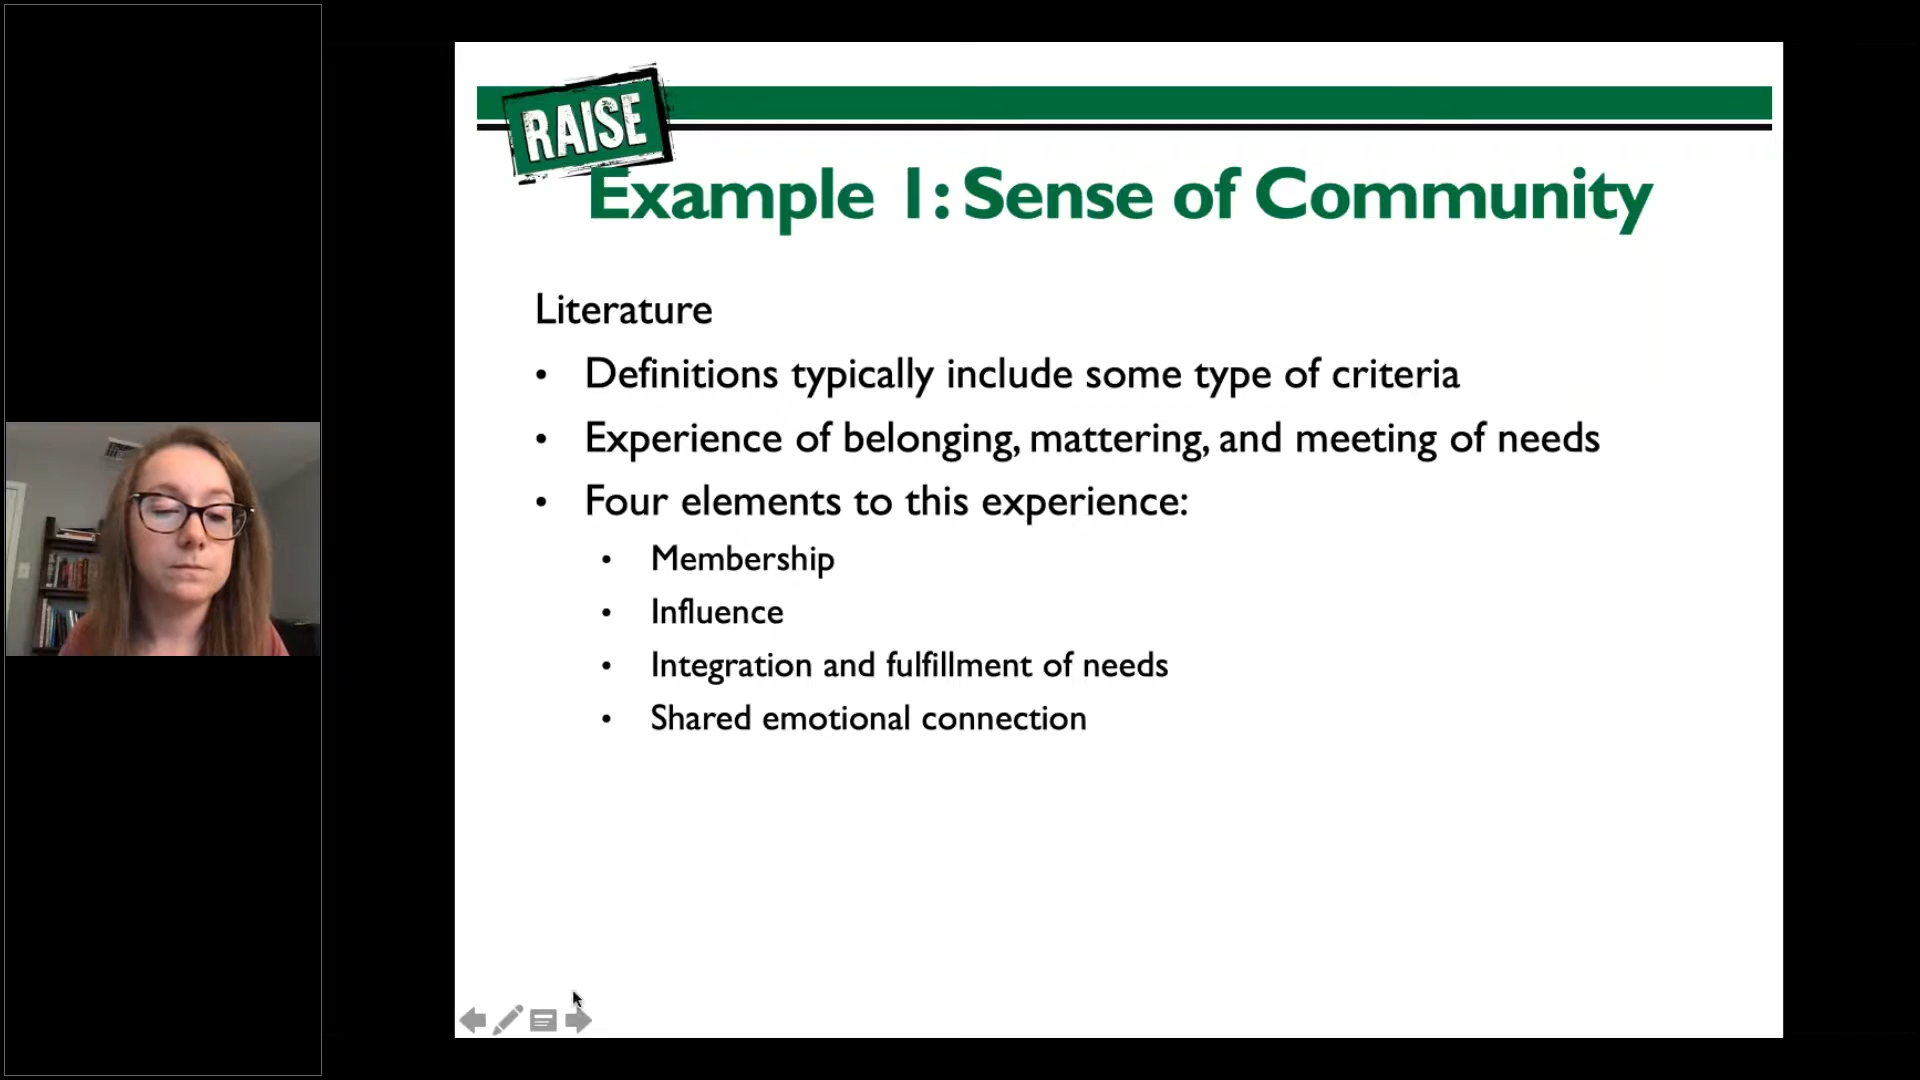 RAISE
Example 1: Sense of Community
Literature
• Definitions typically include some type of criteria
• Experience of belonging, mattering, and meeting of needs
• Four elements to this experience:
• Membership
• Influence
• Integration and fulfillment of needs
• Shared emotional connection